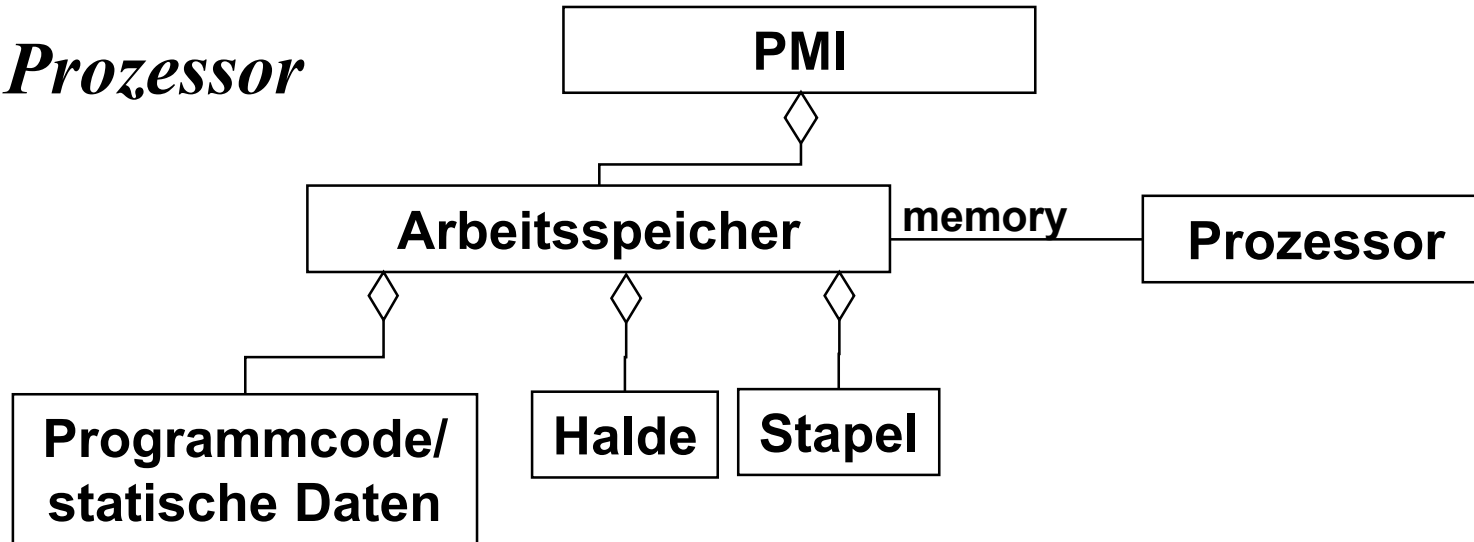 Prozessor
PMI
Arbeitsspeicher
memory
Prozessor
Programmcode/
statische Daten
Halde
Stapel